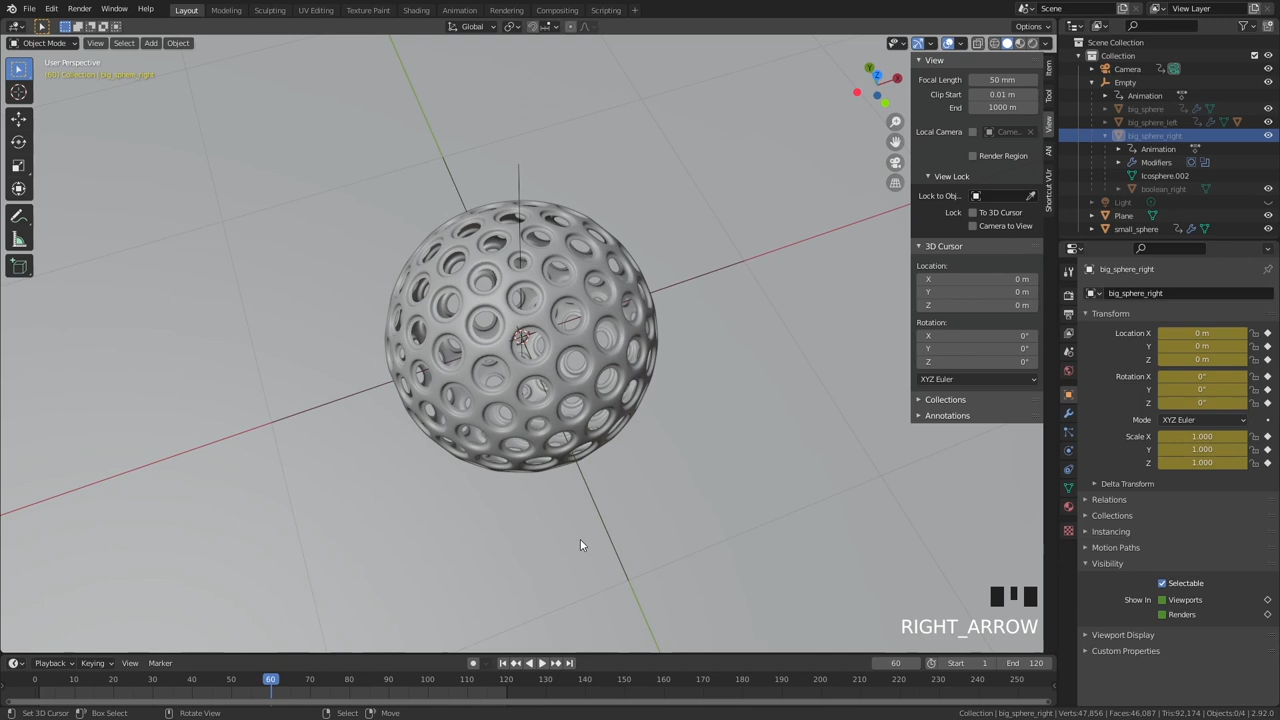 File Edit Render Window Help
Layout Modeling Sculpting UV Editing Texture Paint Shading Animation Rendering Compositing Scripting +
Scene
View Layer
Global
Options
Object Mode View Select Add Object
User Perspective
(60) Collection | big_sphere_right
View
Focal Length 50 mm
Clip Start 0.01 m
End 1000 m
Local Camera Came...
Render Region
View Lock
Lock to Obj...
Lock To 3D Cursor
Camera to View
3D Cursor
Location:
X 0 m
Y 0 m
Z 0 m
Rotation:
X 0°
Y 0°
Z 0°
XYZ Euler
Collections
Annotations
Item
Tool
View
AN
Shortcut VUr
Scene Collection
Collection
Camera
Empty
Animation
big_sphere
big_sphere_left
big_sphere_right
Animation
Modifiers
Icosphere.002
boolean_right
Light
Plane
small_sphere
big_sphere_right
big_sphere_right
Transform
Location X 0 m
Y 0 m
Z 0 m
Rotation X 0°
Y 0°
Z 0°
Mode XYZ Euler
Scale X 1.000
Y 1.000
Z 1.000
Delta Transform
Relations
Collections
Instancing
Motion Paths
Visibility
Selectable
Show In Viewports
Renders
Viewport Display
Custom Properties
RIGHT_ARROW
Playback Keying View Marker
60 Start 1 End 120
0 10 20 30 40 50 60 70 80 90 100 110 120 130 140 150 160 170 180 190 200 210 220 230 240 250
Set 3D Cursor Box Select Rotate View Select Move
Collection | big_sphere_right | Verts:47,856 | Faces:46,087 | Tris:92,174 | Objects:0/4 | 2.92.0